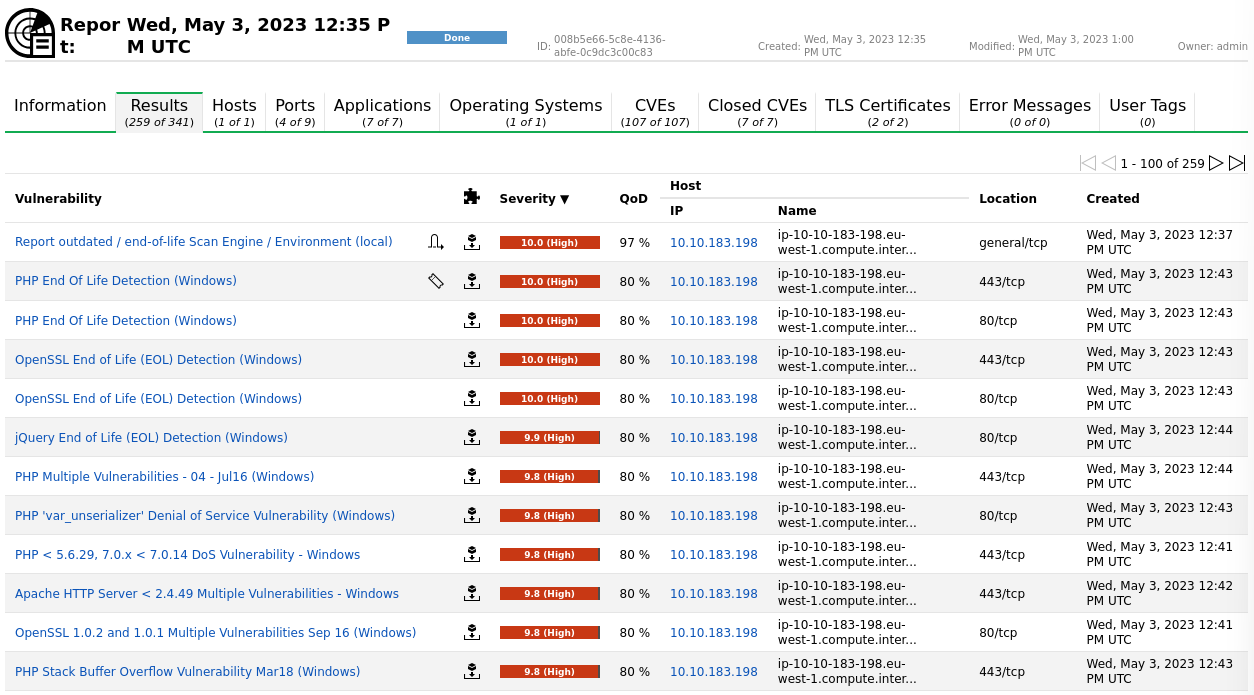 Repor Wed, May 3, 2023 12:35 P
t: M UTC
Done
ID: 008b5e66-5c8e-4136-
abfe-0c9dc3c00c83
Created: Wed, May 3, 2023 12:35
PM UTC
Modified: Wed, May 3, 2023 1:00
PM UTC
Owner: admin
Information Results Hosts Ports Applications Operating Systems CVEs Closed CVEs TLS Certificates Error Messages User Tags
(259 of 341) (1 of 1) (4 of 9) (7 of 7) (1 of 1) (107 of 107) (7 of 7) (2 of 2) (0 of 0) (0)
1 - 100 of 259
Vulnerability Severity ▼ QoD Host Location Created
IP Name
Report outdated / end-of-life Scan Engine / Environment (local) 10.0 (High) 97 % 10.10.183.198 ip-10-10-183-198.eu- general/tcp Wed, May 3, 2023 12:37
west-1.compute.inter... PM UTC
PHP End Of Life Detection (Windows) 10.0 (High) 80 % 10.10.183.198 ip-10-10-183-198.eu- 443/tcp Wed, May 3, 2023 12:43
west-1.compute.inter... PM UTC
PHP End Of Life Detection (Windows) 10.0 (High) 80 % 10.10.183.198 ip-10-10-183-198.eu- 80/tcp Wed, May 3, 2023 12:43
west-1.compute.inter... PM UTC
OpenSSL End of Life (EOL) Detection (Windows) 10.0 (High) 80 % 10.10.183.198 ip-10-10-183-198.eu- 443/tcp Wed, May 3, 2023 12:43
west-1.compute.inter... PM UTC
OpenSSL End of Life (EOL) Detection (Windows) 10.0 (High) 80 % 10.10.183.198 ip-10-10-183-198.eu- 80/tcp Wed, May 3, 2023 12:43
west-1.compute.inter... PM UTC
jQuery End of Life (EOL) Detection (Windows) 9.9 (High) 80 % 10.10.183.198 ip-10-10-183-198.eu- 80/tcp Wed, May 3, 2023 12:44
west-1.compute.inter... PM UTC
PHP Multiple Vulnerabilities - 04 - Jul16 (Windows) 9.8 (High) 80 % 10.10.183.198 ip-10-10-183-198.eu- 443/tcp Wed, May 3, 2023 12:44
west-1.compute.inter... PM UTC
PHP 'var_unserializer' Denial of Service Vulnerability (Windows) 9.8 (High) 80 % 10.10.183.198 ip-10-10-183-198.eu- 80/tcp Wed, May 3, 2023 12:43
west-1.compute.inter... PM UTC
PHP < 5.6.29, 7.0.x < 7.0.14 DoS Vulnerability - Windows 9.8 (High) 80 % 10.10.183.198 ip-10-10-183-198.eu- 443/tcp Wed, May 3, 2023 12:41
west-1.compute.inter... PM UTC
Apache HTTP Server < 2.4.49 Multiple Vulnerabilities - Windows 9.8 (High) 80 % 10.10.183.198 ip-10-10-183-198.eu- 443/tcp Wed, May 3, 2023 12:42
west-1.compute.inter... PM UTC
OpenSSL 1.0.2 and 1.0.1 Multiple Vulnerabilities Sep 16 (Windows) 9.8 (High) 80 % 10.10.183.198 ip-10-10-183-198.eu- 80/tcp Wed, May 3, 2023 12:41
west-1.compute.inter... PM UTC
PHP Stack Buffer Overflow Vulnerability Mar18 (Windows) 9.8 (High) 80 % 10.10.183.198 ip-10-10-183-198.eu- 443/tcp Wed, May 3, 2023 12:43
west-1.compute.inter... PM UTC